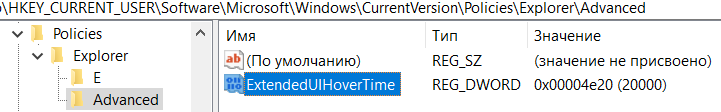 \HKEY_CURRENT_USER\Software\Microsoft\Windows\CurrentVersion\Policies\Explorer\Advanced
Policies
Explorer
E
Advanced
Имя Тип Значение
(По умолчанию) REG_SZ (значение не присвоено)
ExtendedUIHoverTime REG_DWORD 0x00004e20 (20000)